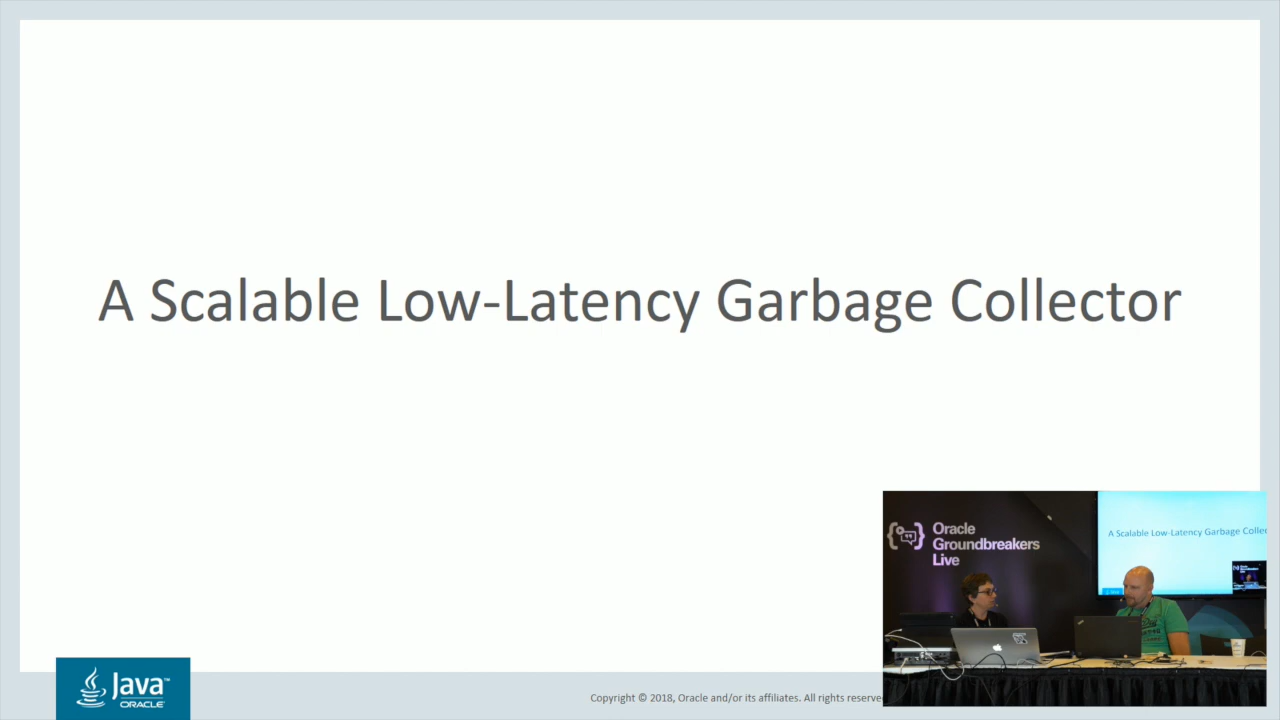 A Scalable Low-Latency Garbage Collector
Oracle
Groundbreakers
Live
A Scalable Low-Latency Garbage Collec
Java™
ORACLE
Copyright © 2018, Oracle and/or its affiliates. All rights reserve